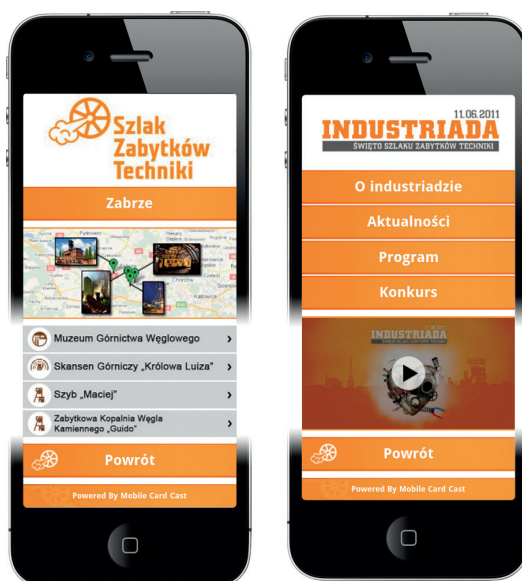 Szlak
Zabytków
Techniki
Zabrze
Muzeum Górnictwa Węglowego
Skansen Górniczy „Królowa Luiza"
Szyb „Maciej"
Zabytkowa Kopalnia Węgla
Kamiennego „Guido"
Powrót
Powered By Mobile Card Cast
11.06.2011
INDUSTRIADA
ŚWIĘTO SZLAKU ZABYTKÓW TECHNIKI
O industriadzie
Aktualności
Program
Konkurs
INDUSTRIADA
Powrót
Powered By Mobile Card Cast